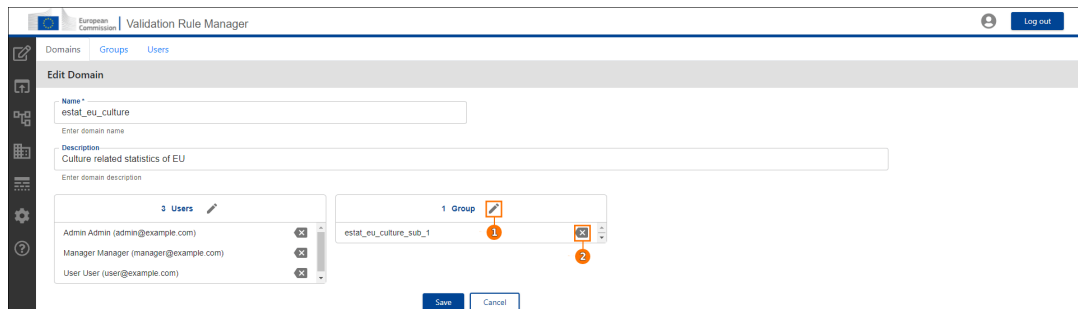 European Commission
Validation Rule Manager
Log out
Domains Groups Users
Edit Domain
Name *
estat_eu_culture
Enter domain name
Description
Culture related statistics of EU
Enter domain description
3 Users
Admin Admin (admin@example.com)
Manager Manager (manager@example.com)
User User (user@example.com)
1 Group
1
estat_eu_culture_sub_1
2
Save Cancel